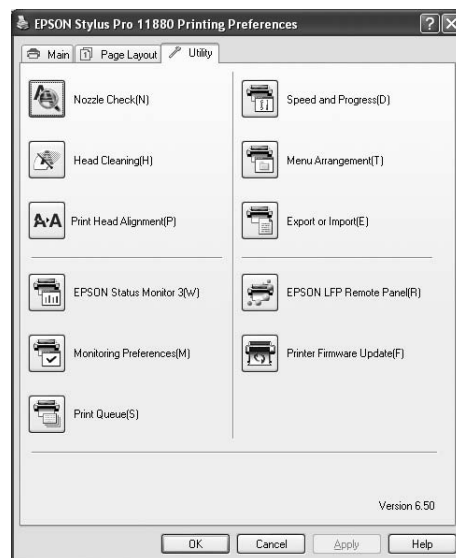 EPSON Stylus Pro 11880 Printing Preferences
Main
Page Layout
Utility
Nozzle Check(N)
Speed and Progress(D)
Head Cleaning(H)
Menu Arrangement(T)
A▸A
Print Head Alignment(P)
Export or Import(E)
EPSON Status Monitor 3(W)
EPSON LFP Remote Panel(R)
Monitoring Preferences(M)
Printer Firmware Update(F)
Print Queue(S)
Version 6.50
OK
Cancel
Apply
Help